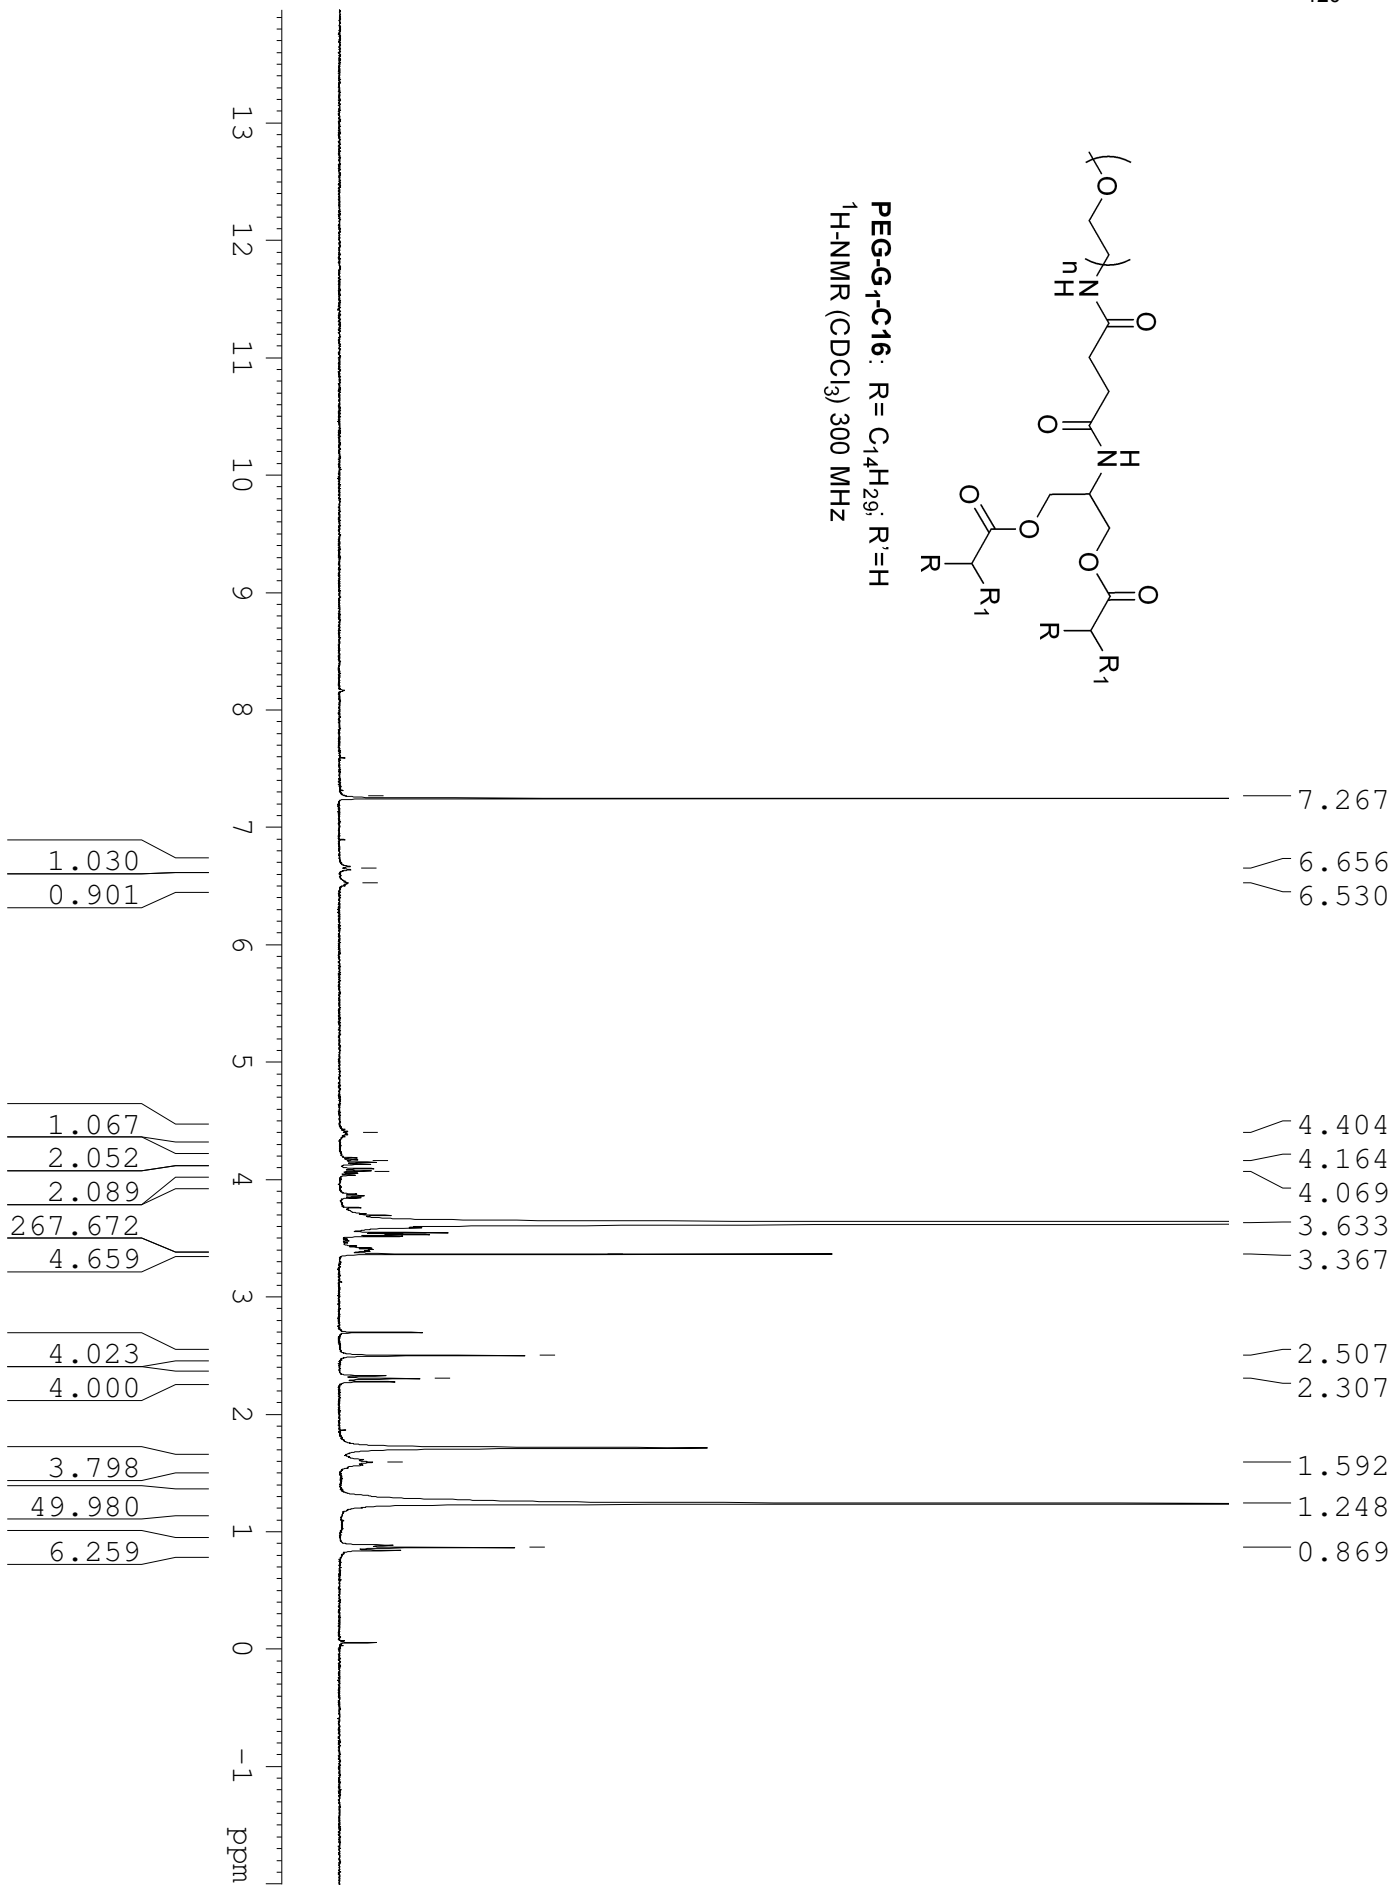 O
n
N
H
O
O
N
H
O
O
O
O
R
R1
R
R1
PEG-G1-C16: R= C14H29; R'=H
1H-NMR (CDCl3) 300 MHz
7.267
6.656
6.530
4.404
4.164
4.069
3.633
3.367
2.507
2.307
1.592
1.248
0.869
13 12 11 10 9 8 7 6 5 4 3 2 1 0 -1 ppm
1.030
0.901
1.067
2.052
2.089
267.672
4.659
4.023
4.000
3.798
49.980
6.259